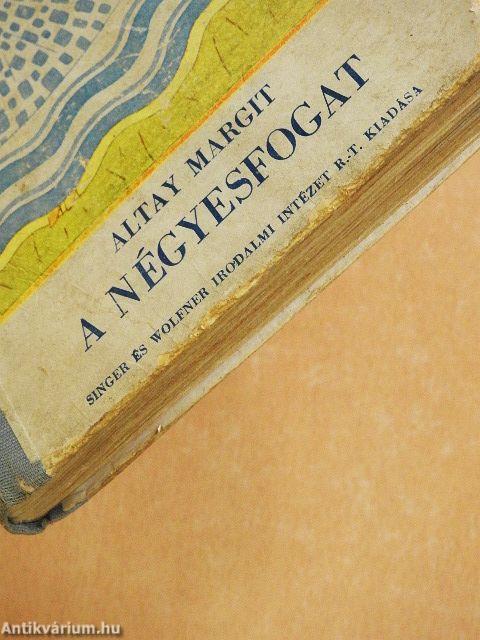 ALTAY MARGIT
A NÉGYESFOGAT
SINGER ÉS WOLFNER IRODALMI INTÉZET R.-T. KIADÁSA
Antikvárium.hu